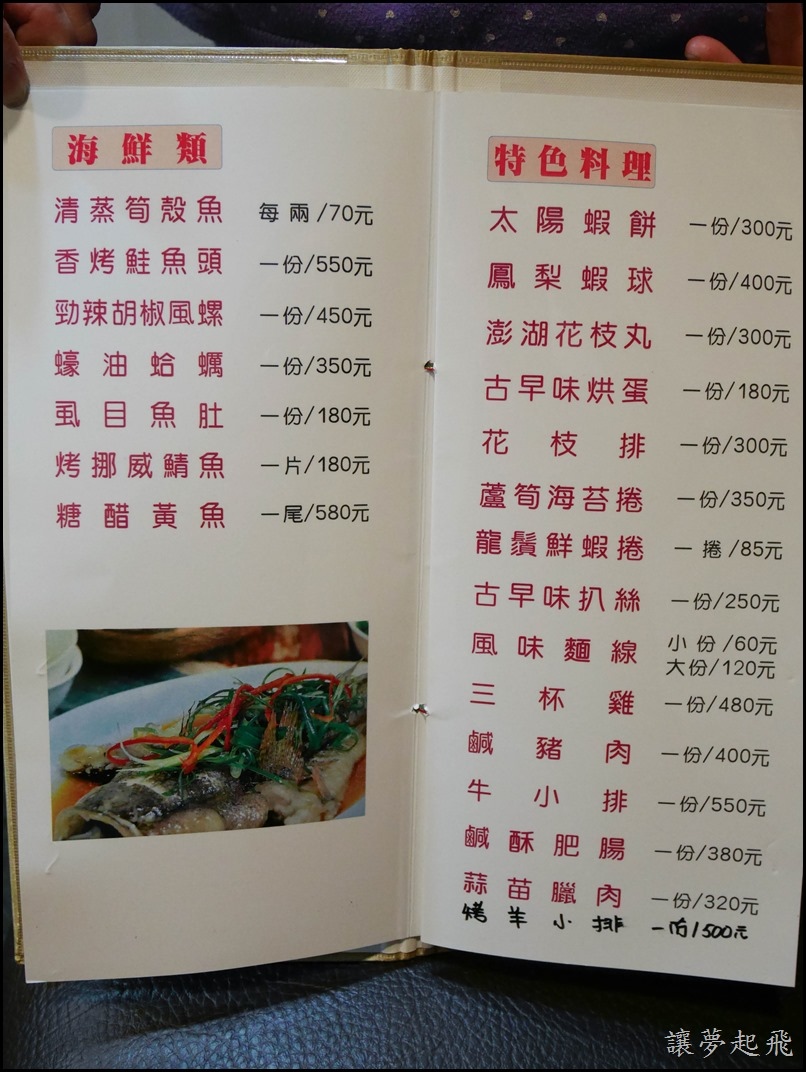 海鮮類
清蒸筍殼魚 每兩/70元
香烤鮭魚頭 一份/550元
勁辣胡椒風螺 一份/450元
蠔油蛤蠣 一份/350元
虱目魚肚 一份/180元
烤挪威鯖魚 一片/180元
糖醋黃魚 一尾/580元
特色料理
太陽蝦餅 一份/300元
鳳梨蝦球 一份/400元
澎湖花枝丸 一份/300元
古早味烘蛋 一份/180元
花枝排 一份/300元
蘆筍海苔捲 一份/350元
龍鬚鮮蝦捲 一捲/85元
古早味扒絲 一份/250元
風味麵線 小份/60元
大份/120元
三杯雞 一份/480元
鹹豬肉 一份/400元
牛小排 一份/550元
鹹酥肥腸 一份/380元
蒜苗臘肉 一份/320元
烤羊小排 一份/500元
讓夢起飛